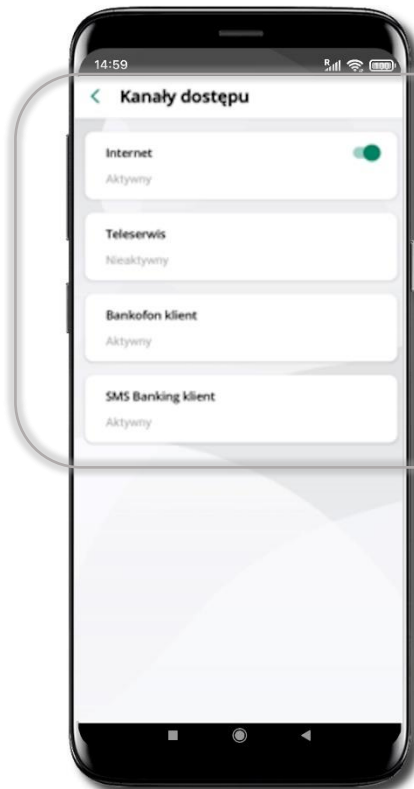 14:59
Kanały dostępu
Internet
Aktywny
Teleserwis
Nieaktywny
Bankofon klient
Aktywny
SMS Banking klient
Aktywny